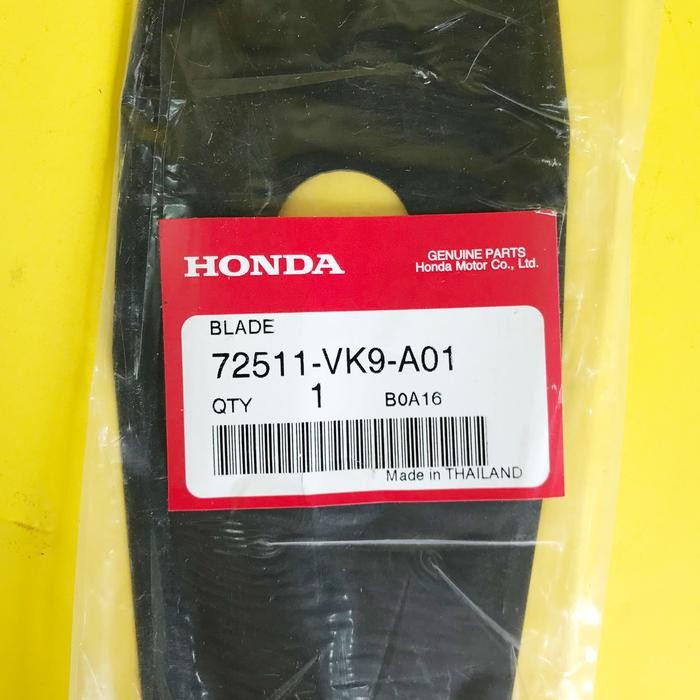 HONDA
GENUINE PARTS
Honda Motor Co., Ltd.
BLADE
72511-VK9-A01
QTY 1 B0A16
Made in THAILAND